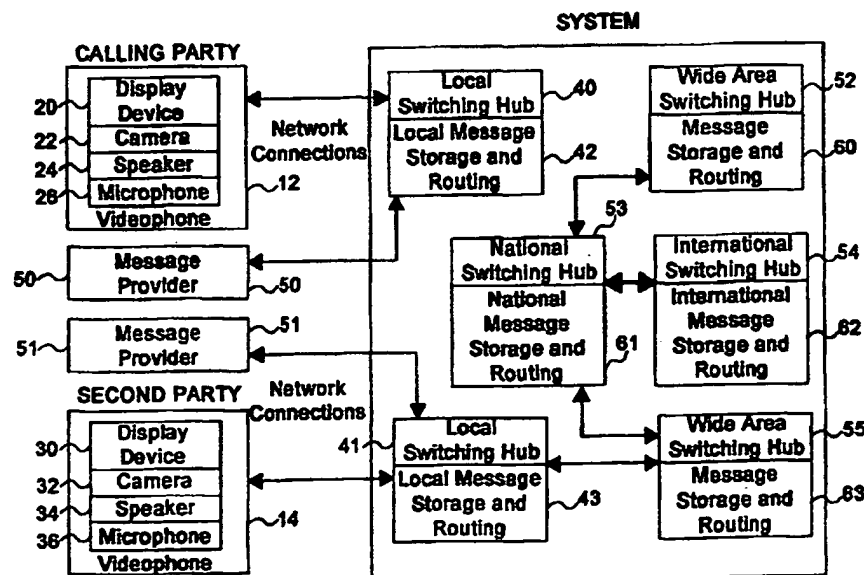 SYSTEM
CALLING PARTY
20
Display
Device
22
Camera
24
Speaker
26
Microphone
Videophone
12
Network
Connections
Local
Switching Hub
40
Local Message
Storage and
Routing
42
Wide Area
Switching Hub
52
Message
Storage and
Routing
60
50
Message
Provider
50
51
Message
Provider
51
53
National
Switching Hub
National
Message
Storage and
Routing
61
International
Switching Hub
54
International
Message
Storage and
Routing
62
SECOND PARTY
30
Display
Device
32
Camera
34
Speaker
36
Microphone
Videophone
14
Network
Connections
41
Local
Switching Hub
Local Message
Storage and
Routing
43
Wide Area
Switching Hub
55
Message
Storage and
Routing
63